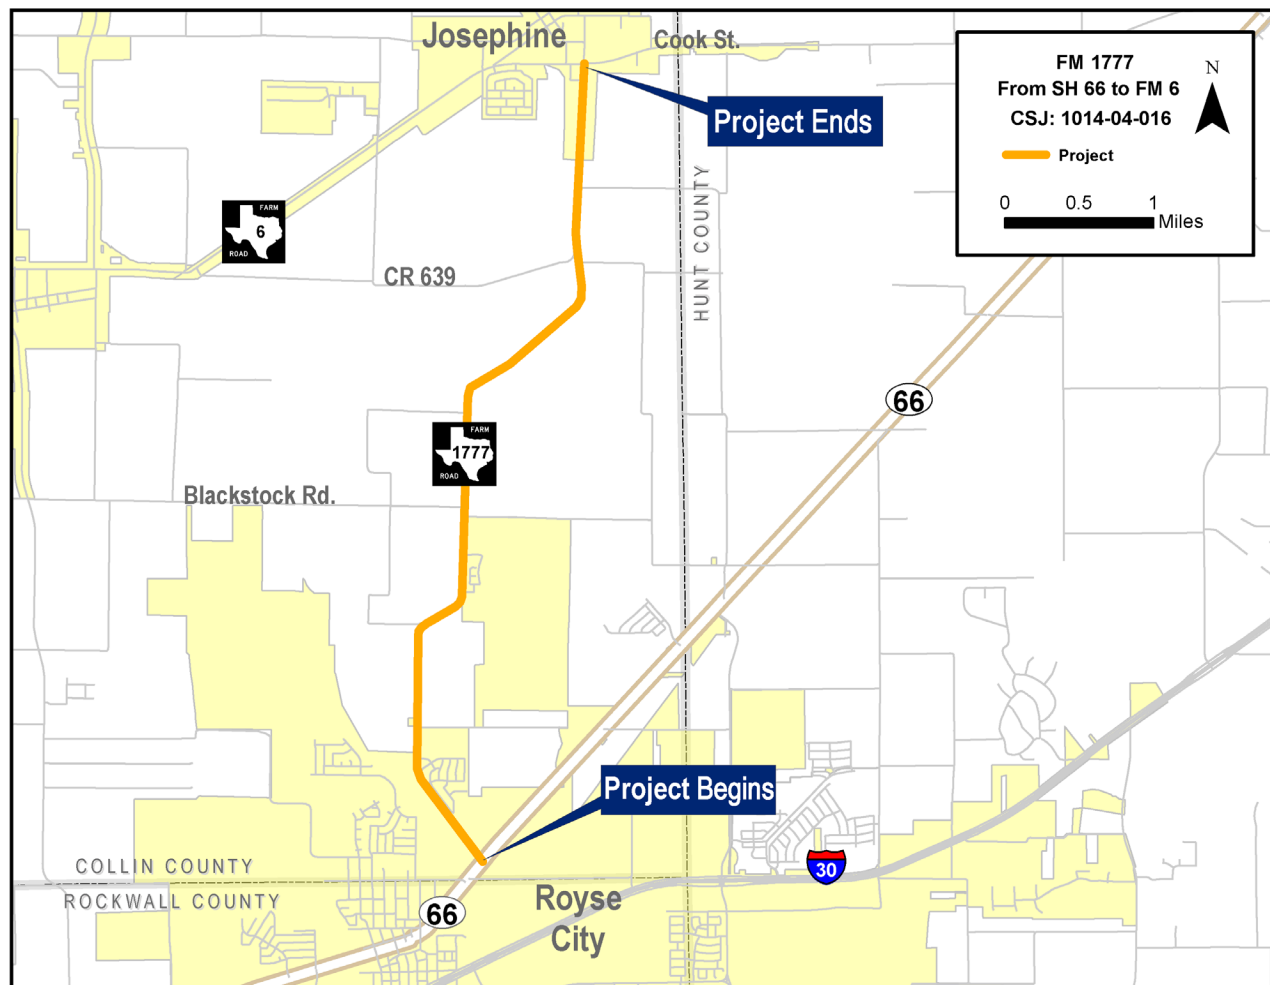 Josephine
Cook St.
FM 1777
From SH 66 to FM 6
CSJ: 1014-04-016
N
Project
0 0.5 1
Miles
Project Ends
HUNT COUNTY
FARM
6
ROAD
CR 639
66
FARM
1777
ROAD
Blackstock Rd.
Project Begins
COLLIN COUNTY
ROCKWALL COUNTY
30
66
Royse
City